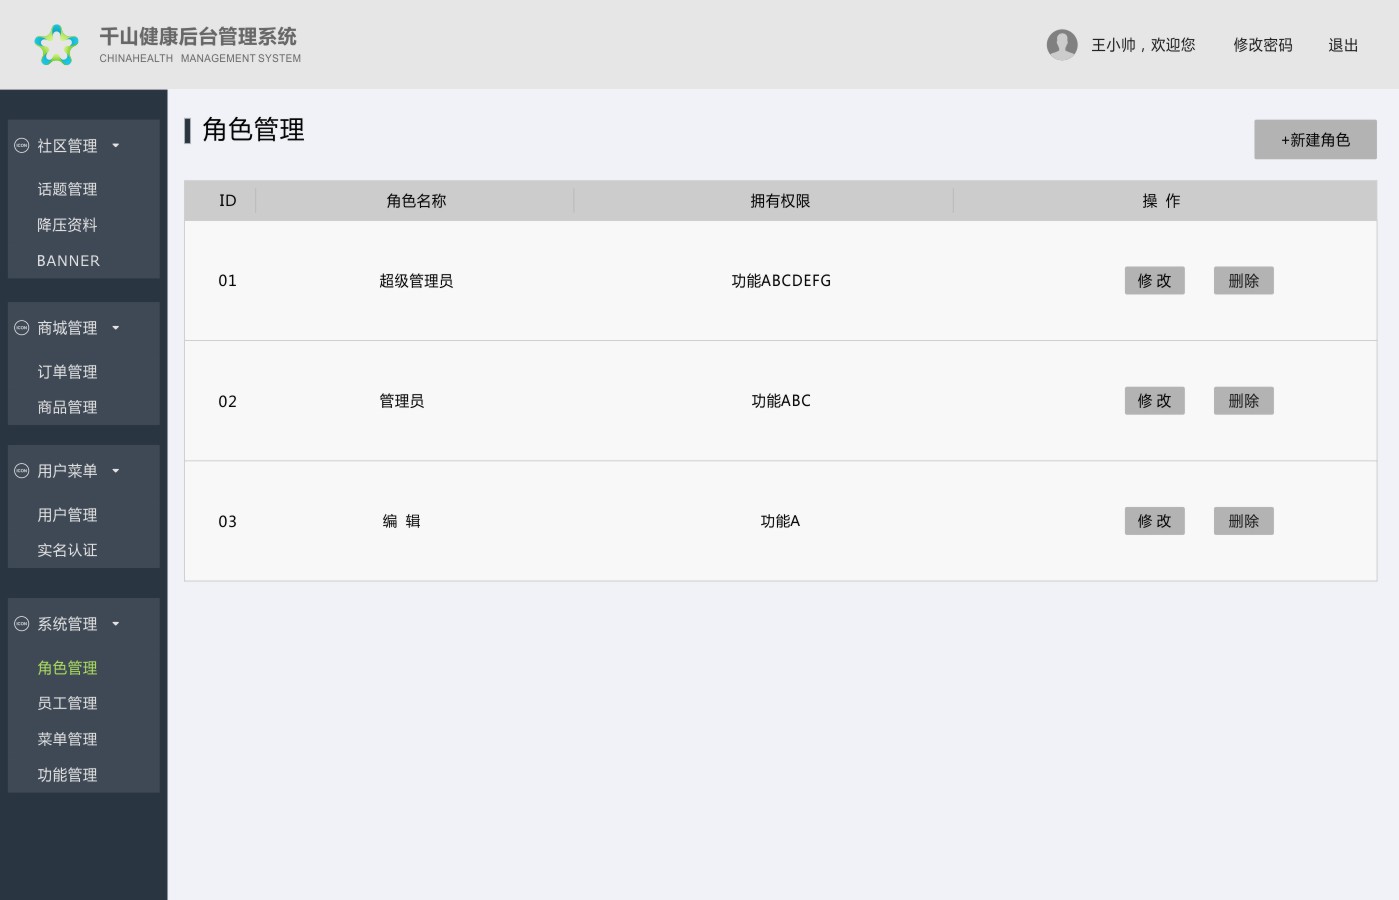 千山健康后台管理系统
CHINAHEALTH MANAGEMENT SYSTEM
王小帅，欢迎您 修改密码 退出
社区管理
话题管理
降压资料
BANNER
商城管理
订单管理
商品管理
用户菜单
用户管理
实名认证
系统管理
角色管理
员工管理
菜单管理
功能管理
角色管理
+新建角色
ID 角色名称 拥有权限 操 作
01 超级管理员 功能ABCDEFG 修 改 删除
02 管理员 功能ABC 修 改 删除
03 编 辑 功能A 修 改 删除